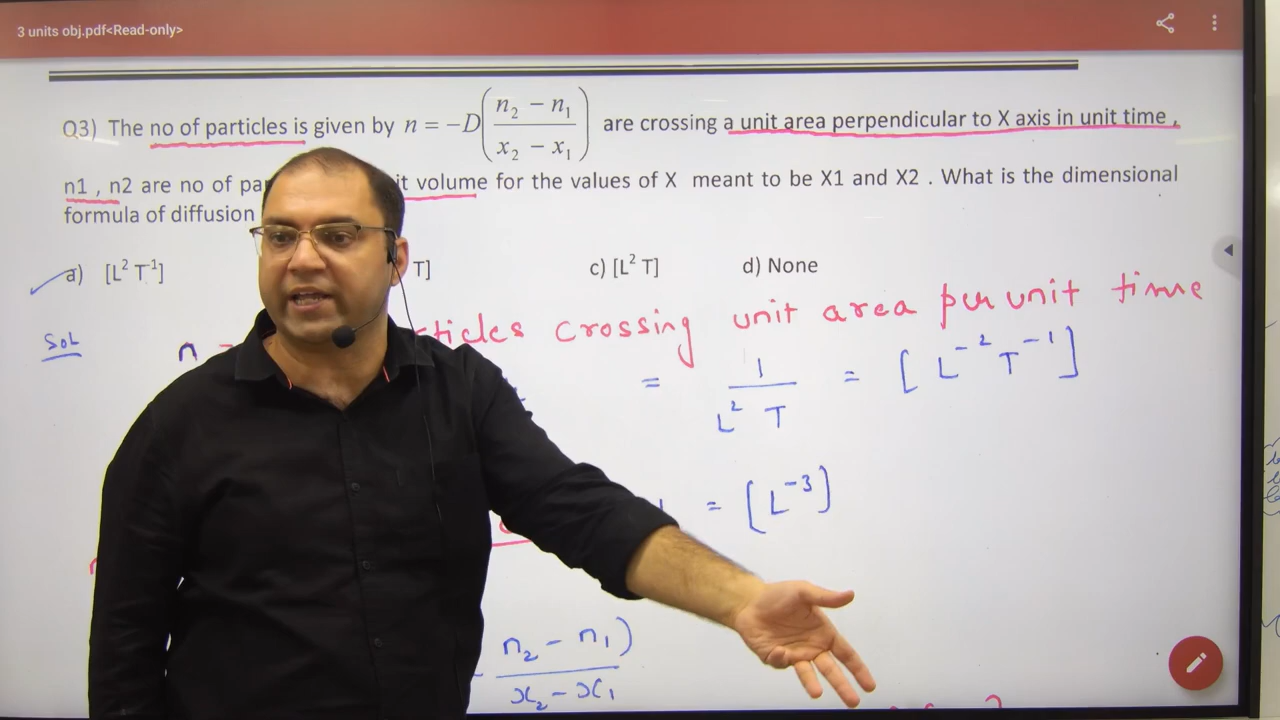 3 units obj.pdf<Read-only>
Q3) The no of particles is given by n = −D((n₂ − n₁)/(x₂ − x₁)) are crossing a unit area perpendicular to X axis in unit time ,
n1 , n2 are no of volume for the values of X meant to be X1 and X2 . What is the dimensional
formula of diffusion
a) [L² T⁻¹] T] c) [L² T] d) None
Sol n = crossing unit area per unit time
= 1/(L² T) = [L⁻² T⁻¹]
= [L⁻³]
(n₂ − n₁)/(x₂ − x₁)